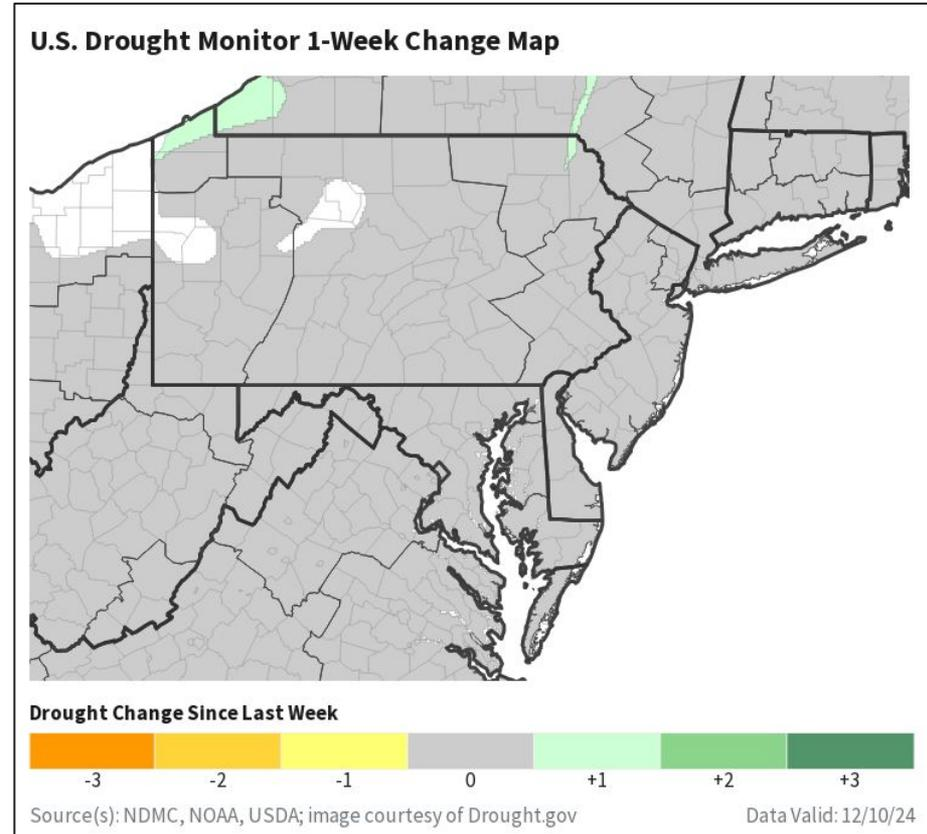 U.S. Drought Monitor 1-Week Change Map
Drought Change Since Last Week
-3 -2 -1 0 +1 +2 +3
Source(s): NDMC, NOAA, USDA; image courtesy of Drought.gov Data Valid: 12/10/24